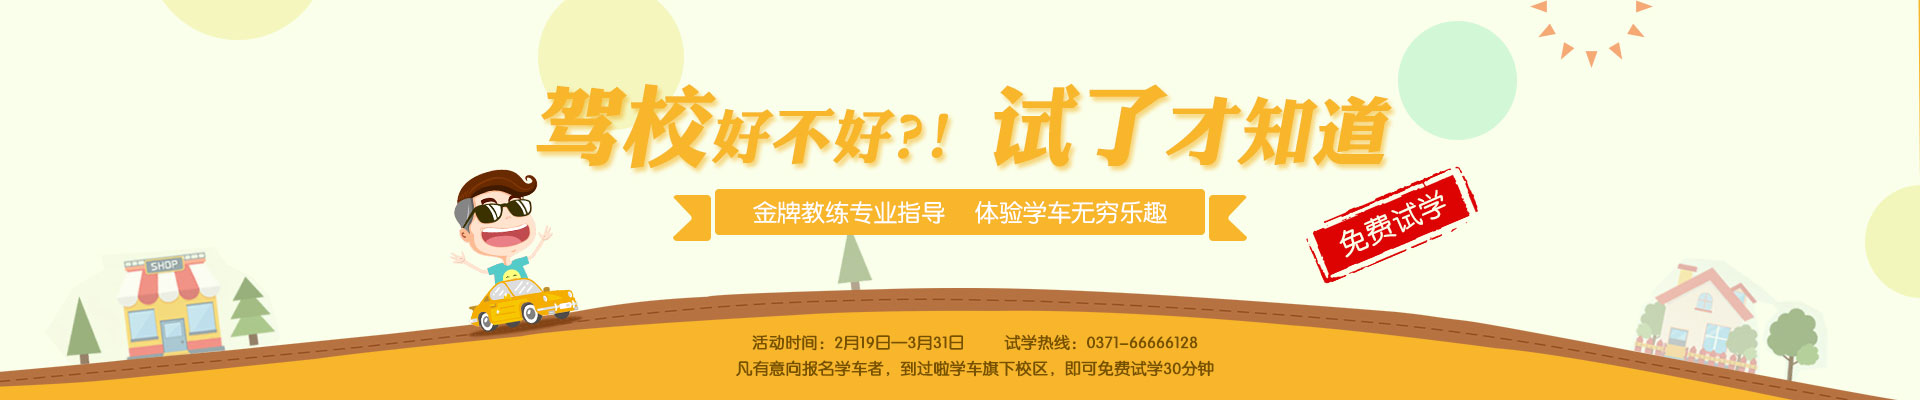 驾校好不好?! 试了才知道
金牌教练专业指导 体验学车无穷乐趣
免费试学
SHOP
活动时间：2月19日—3月31日 试学热线：0371-66666128
凡有意向报名学车者，到过啦学车旗下校区，即可免费试学30分钟